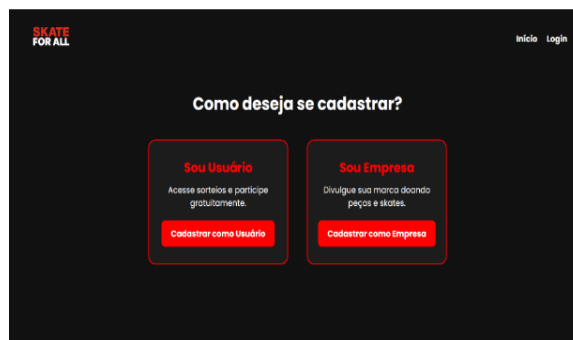 SKATE
FOR ALL
Início Login
Como deseja se cadastrar?
Sou Usuário
Acesse sorteios e participe
gratuitamente.
Cadastrar como Usuário
Sou Empresa
Divulgue sua marca doando
peças e skates.
Cadastrar como Empresa